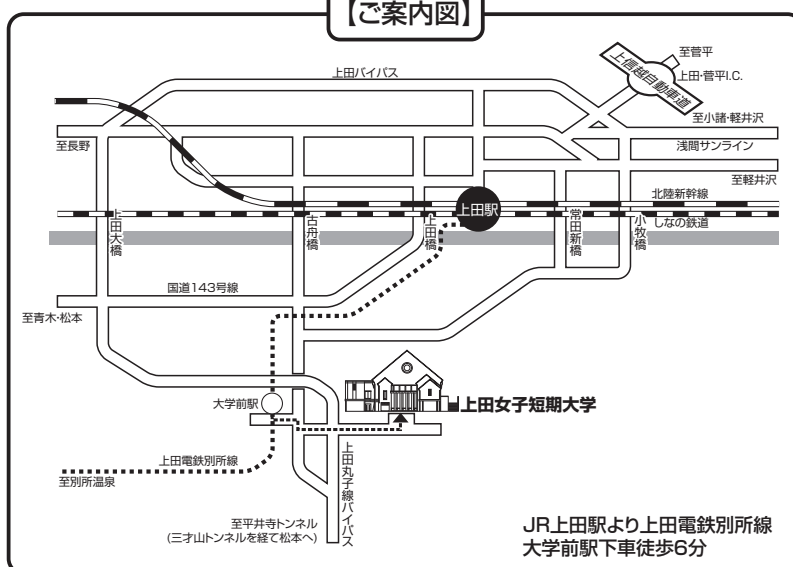 【ご案内図】
至菅平
上信越自動車道
上田・菅平I.C.
上田バイパス
至小諸・軽井沢
至長野
浅間サンライン
至軽井沢
北陸新幹線
上田駅
しなの鉄道
上田大橋
古舟橋
上田橋
常田新橋
小牧橋
国道143号線
至青木・松本
大学前駅
上田女子短期大学
上田電鉄別所線
至別所温泉
上田丸子線バイパス
至平井寺トンネル
(三才山トンネルを経て松本へ)
JR上田駅より上田電鉄別所線
大学前駅下車徒歩6分